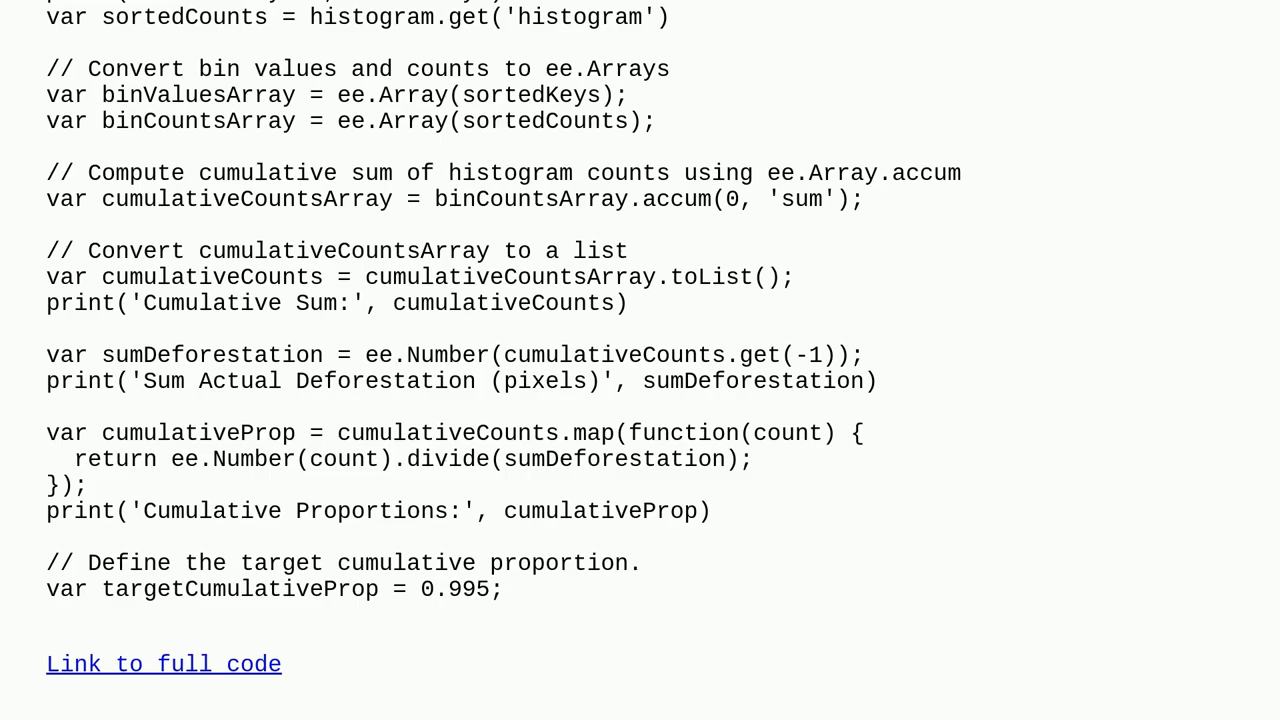 var sortedCounts = histogram.get('histogram')
// Convert bin values and counts to ee.Arrays
var binValuesArray = ee.Array(sortedKeys);
var binCountsArray = ee.Array(sortedCounts);
// Compute cumulative sum of histogram counts using ee.Array.accum
var cumulativeCountsArray = binCountsArray.accum(0, 'sum');
// Convert cumulativeCountsArray to a list
var cumulativeCounts = cumulativeCountsArray.toList();
print('Cumulative Sum:', cumulativeCounts)
var sumDeforestation = ee.Number(cumulativeCounts.get(-1));
print('Sum Actual Deforestation (pixels)', sumDeforestation)
var cumulativeProp = cumulativeCounts.map(function(count) {
  return ee.Number(count).divide(sumDeforestation);
});
print('Cumulative Proportions:', cumulativeProp)
// Define the target cumulative proportion.
var targetCumulativeProp = 0.995;
Link to full code